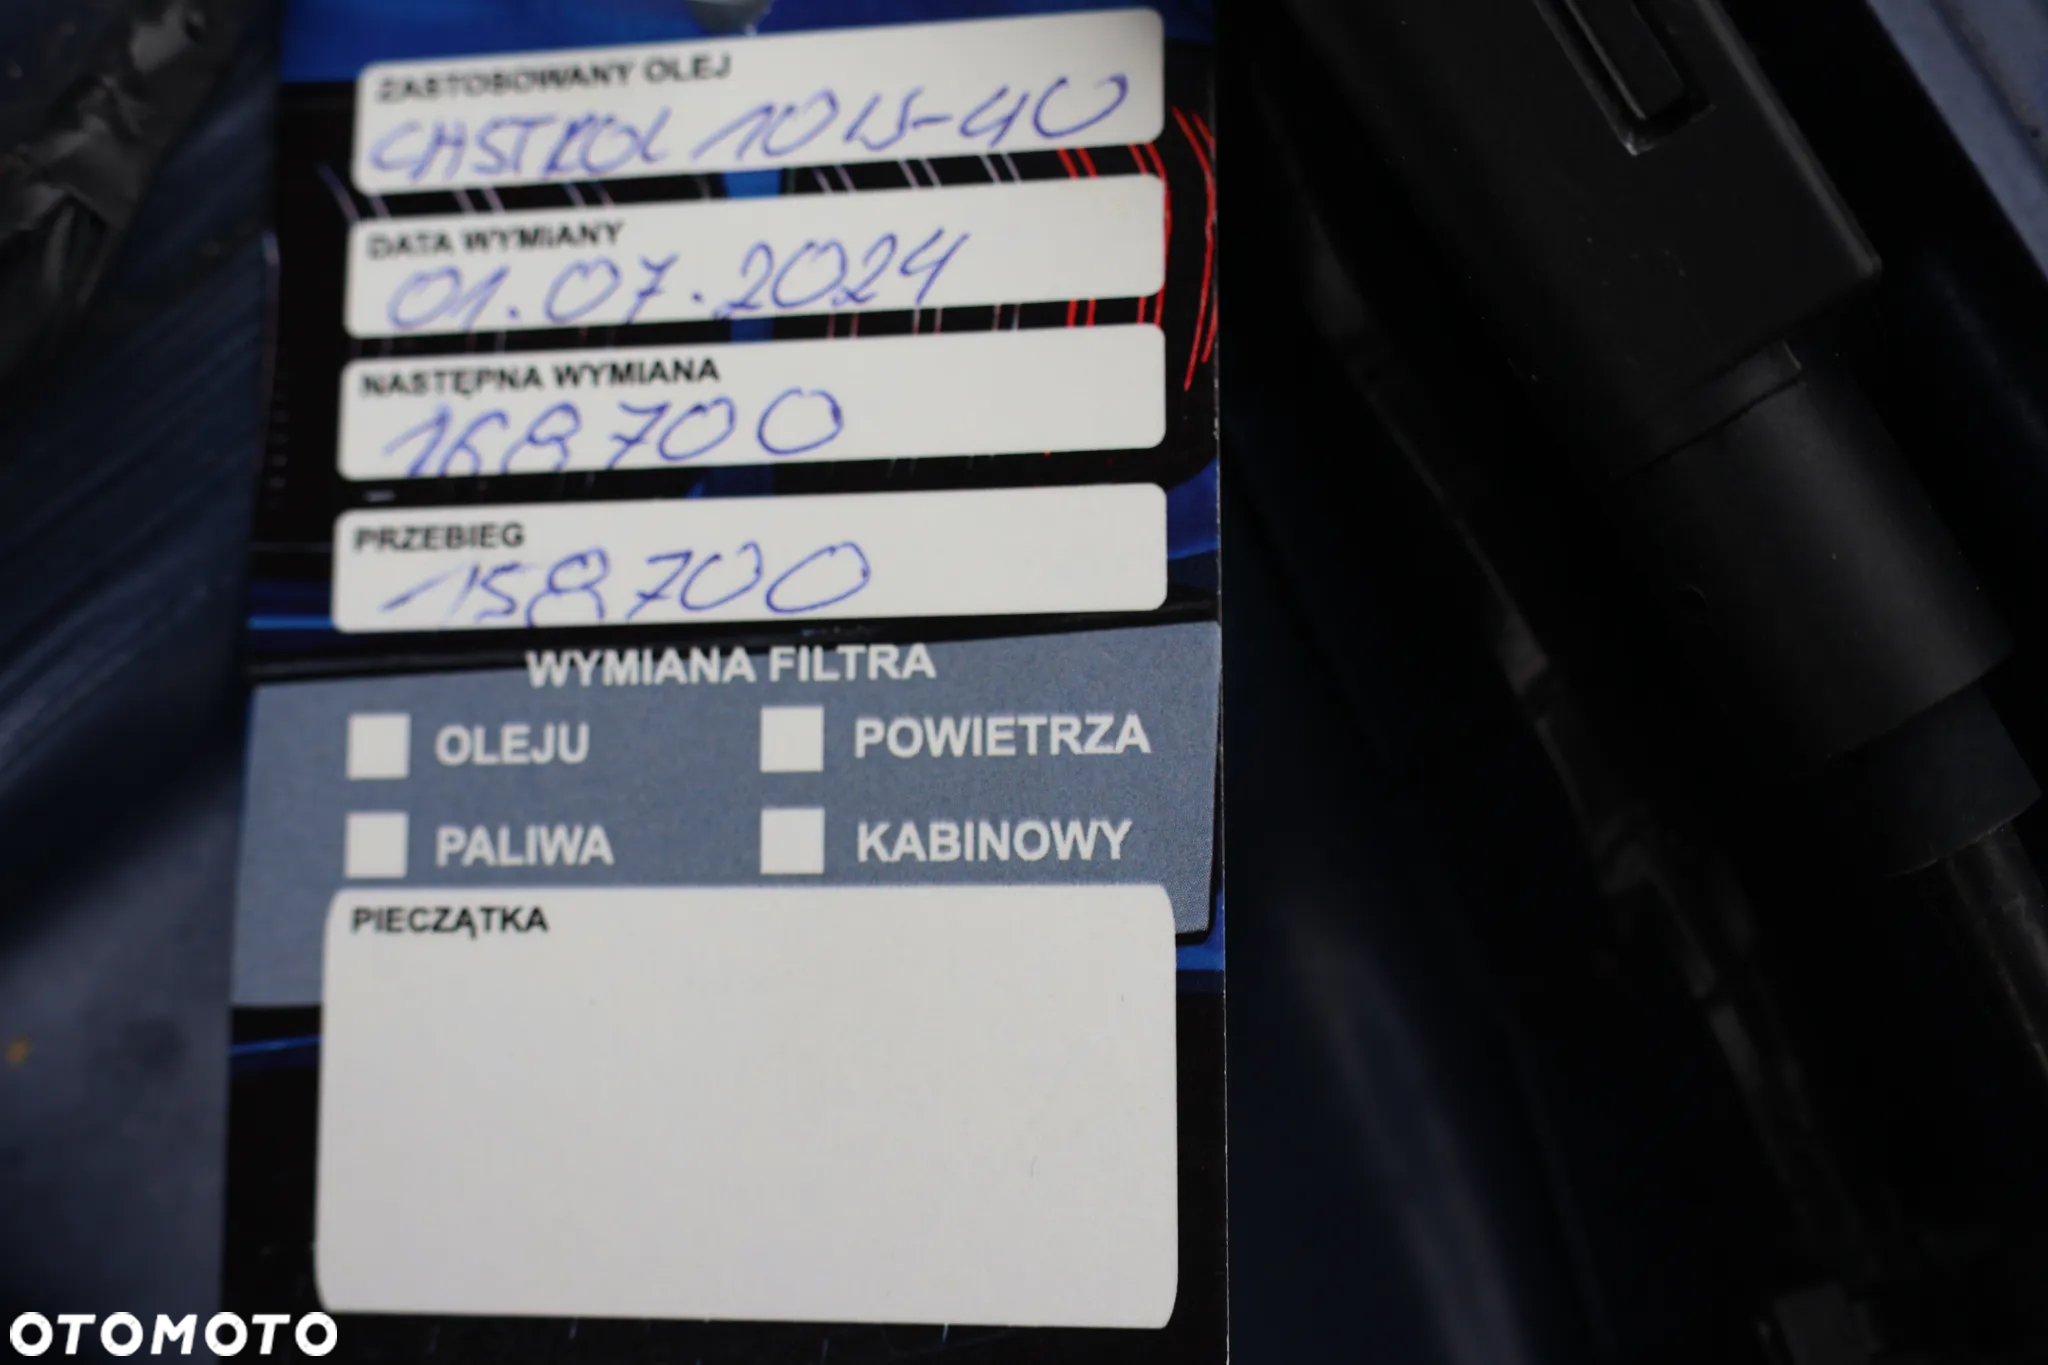 ZASTOSOWANY OLEJ
CASTROL 10W-40
DATA WYMIANY
01.07.2024
NASTĘPNA WYMIANA
168700
PRZEBIEG
158700
WYMIANA FILTRA
OLEJU
POWIETRZA
PALIWA
KABINOWY
PIECZĄTKA
OTOMOTO